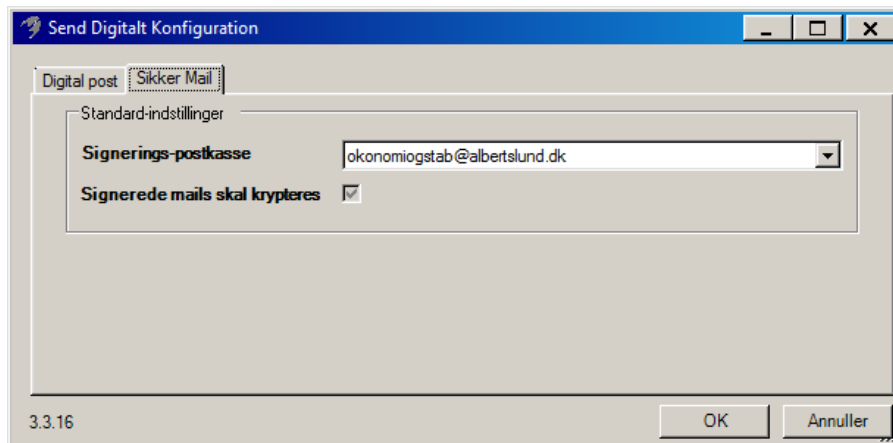 Send Digitalt Konfiguration
Digital post Sikker Mail
Standard-indstillinger
Signerings-postkasse okonomiogstab@albertslund.dk
Signerede mails skal krypteres
3.3.16 OK Annuller